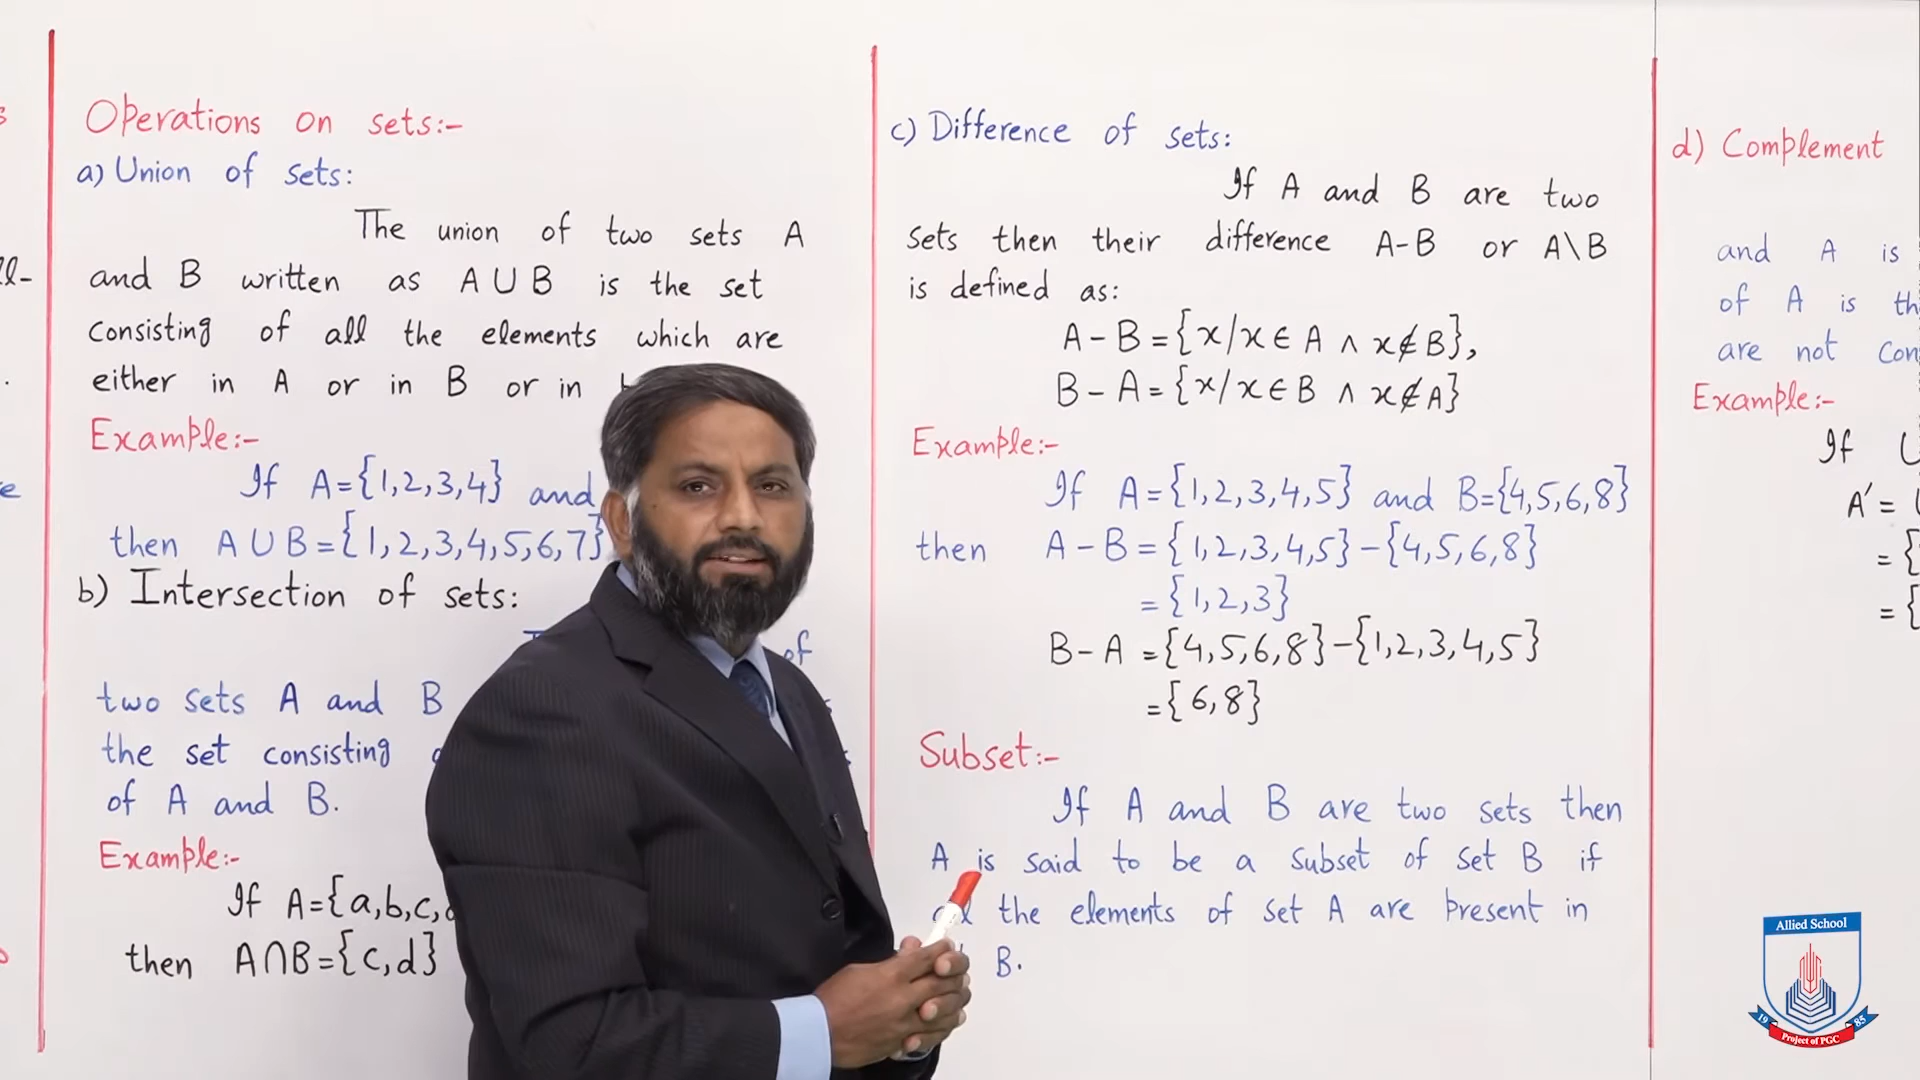 Operations on sets:-
a) Union of sets:
The union of two sets A
and B written as A∪B is the set
consisting of all the elements which are
either in A or in B or in
Example:-
If A={1,2,3,4} and
then A∪B={1,2,3,4,5,6,7}
b) Intersection of sets:
of
two sets A and B
the set consisting
of A and B.
Example:-
If A={a,b,c,
then A∩B={c,d}
c) Difference of sets:
If A and B are two
sets then their difference A-B or A\B
is defined as:
A-B={x/x∈A ∧ x∉B},
B-A={x/x∈B ∧ x∉A}
Example:-
If A={1,2,3,4,5} and B={4,5,6,8}
then A-B={1,2,3,4,5}-{4,5,6,8}
={1,2,3}
B-A={4,5,6,8}-{1,2,3,4,5}
={6,8}
Subset:-
If A and B are two sets then
A is said to be a subset of set B if
the elements of set A are present in
B.
d) Complement
and A is
of A is th
are not con
Example:-
If U
A′=
={
={
Allied School
1985
Project of PGC